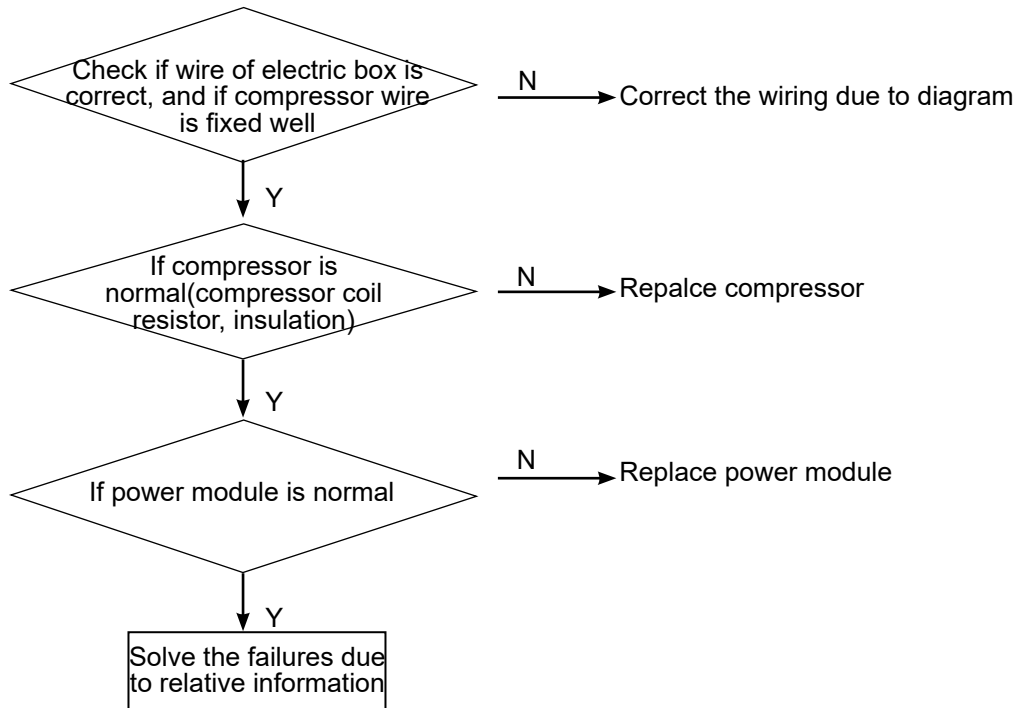 Check if wire of electric box is
correct, and if compressor wire
is fixed well
N
Correct the wiring due to diagram
Y
If compressor is
normal(compressor coil
resistor, insulation)
N
Repalce compressor
Y
If power module is normal
N
Replace power module
Y
Solve the failures due
to relative information